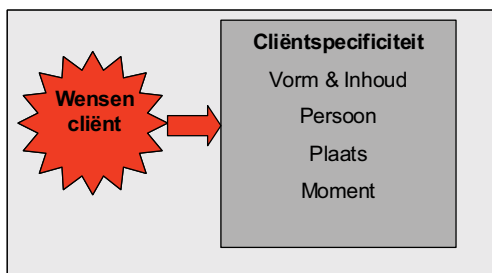 Wensen
cliënt
Cliëntspecificiteit
Vorm & Inhoud
Persoon
Plaats
Moment